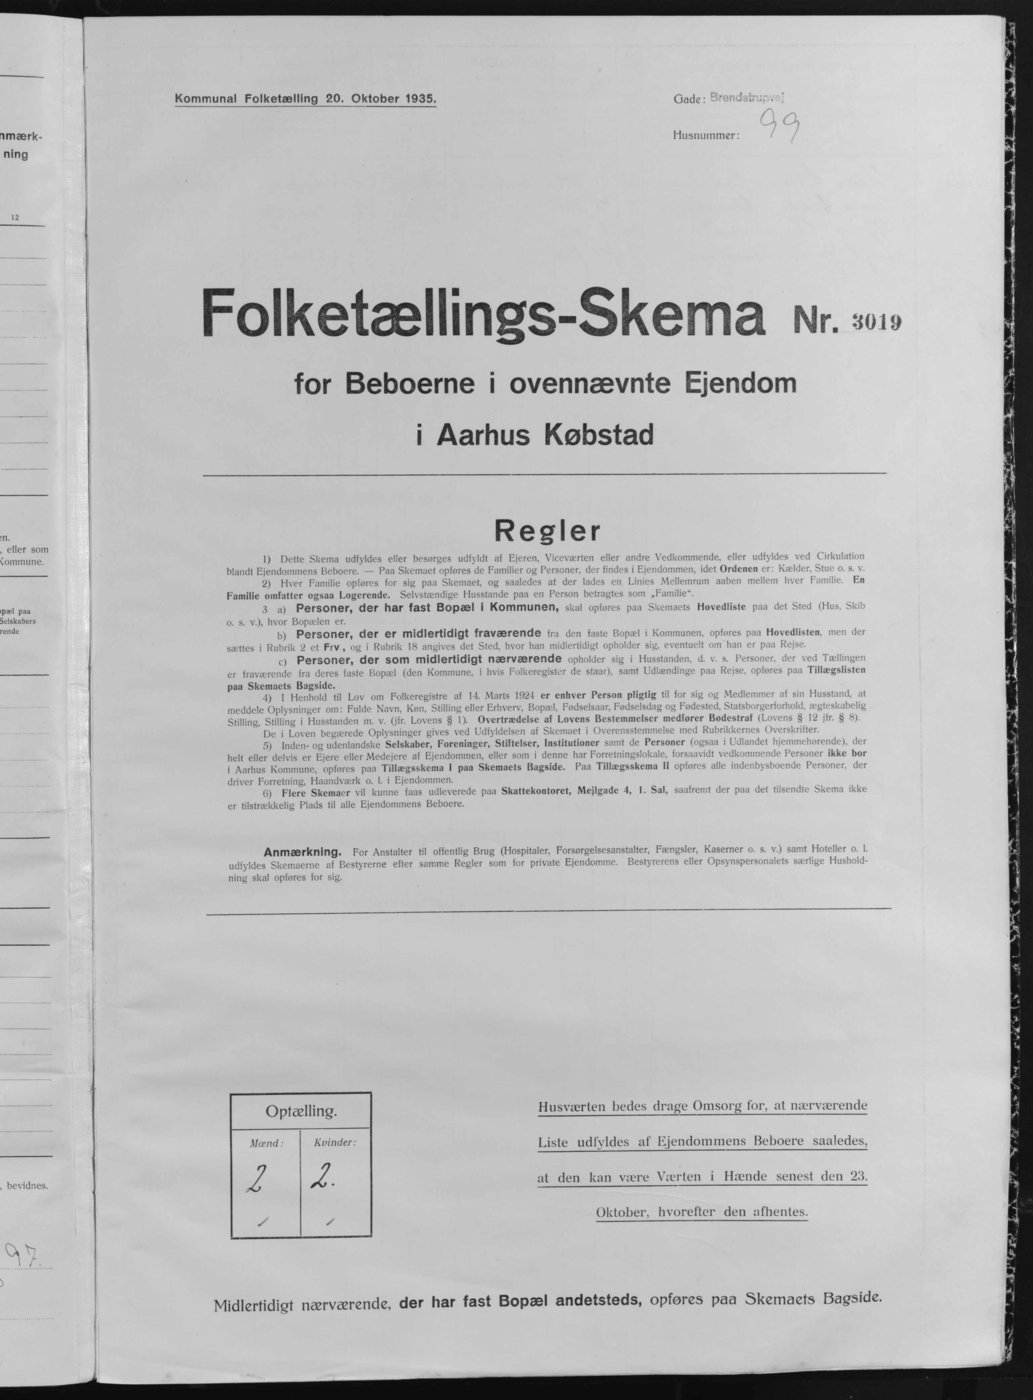 nmærk-
ning
12
en.
, eller som
Kommune.
opæl paa
Selskabers
rende
, bevidnes.
97.
Kommunal Folketælling 20. Oktober 1935.
Gade: Brendstrupvej
Husnummer: 99
Folketællings-Skema Nr. 3019
for Beboerne i ovennævnte Ejendom
i Aarhus Købstad
Regler
1) Dette Skema udfyldes eller besørges udfyldt af Ejeren, Viceværten eller andre Vedkommende, eller udfyldes ved Cirkulation
blandt Ejendommens Beboere. — Paa Skemaet opføres de Familier og Personer, der findes i Ejendommen, idet Ordenen er: Kælder, Stue o. s. v.
2) Hver Familie opføres for sig paa Skemaet, og saaledes at der lades en Linies Mellemrum aaben mellem hver Familie. En
Familie omfatter ogsaa Logerende. Selvstændige Husstande paa en Person betragtes som „Familie“.
3 a) Personer, der har fast Bopæl i Kommunen, skal opføres paa Skemaets Hovedliste paa det Sted (Hus, Skib
o. s. v.), hvor Bopælen er.
b) Personer, der er midlertidigt fraværende fra den faste Bopæl i Kommunen, opføres paa Hovedlisten, men der
sættes i Rubrik 2 et Frv., og i Rubrik 18 angives det Sted, hvor han midlertidigt opholder sig, eventuelt om han er paa Rejse.
c) Personer, der som midlertidigt nærværende opholder sig i Husstanden, d. v. s. Personer, der ved Tællingen
er fraværende fra deres faste Bopæl (den Kommune, i hvis Folkeregister de staar), samt Udlændinge paa Rejse, opføres paa Tillægslisten
paa Skemaets Bagside.
4) I Henhold til Lov om Folkeregistre af 14. Marts 1924 er enhver Person pligtig til for sig og Medlemmer af sin Husstand, at
meddele Oplysninger om: Fulde Navn, Køn, Stilling eller Erhverv, Bopæl, Fødselsaar, Fødselsdag og Fødested, Statsborgerforhold, ægteskabelig
Stilling, Stilling i Husstanden m. v. (jfr. Lovens § 1). Overtrædelse af Lovens Bestemmelser medfører Bødestraf (Lovens § 12 jfr. § 8).
De i Loven begærede Oplysninger gives ved Udfyldelsen af Skemaet i Overensstemmelse med Rubrikkernes Overskrifter.
5) Inden- og udenlandske Selskaber, Foreninger, Stiftelser, Institutioner samt de Personer (ogsaa i Udlandet hjemmehørende), der
helt eller delvis er Ejere eller Medejere af Ejendommen, eller som i denne har Forretningslokale, forsaavidt vedkommende Personer ikke bor
i Aarhus Kommune, opføres paa Tillægsskema I paa Skemaets Bagside. Paa Tillægsskema II opføres alle indenbysboende Personer, der
driver Forretning, Haandværk o. l. i Ejendommen.
6) Flere Skemaer vil kunne faas udleverede paa Skattekontoret, Mejlgade 4, 1. Sal, saafremt der paa det tilsendte Skema ikke
er tilstrækkelig Plads til alle Ejendommens Beboere.
Anmærkning. For Anstalter til offentlig Brug (Hospitaler, Forsørgelsesanstalter, Fængsler, Kaserner o. s. v.) samt Hoteller o. l.
udfyldes Skemaerne af Bestyrerne efter samme Regler som for private Ejendomme. Bestyrerens eller Opsynspersonalets særlige Hushold-
ning skal opføres for sig.
Optælling.
Mænd: Kvinder:
2 2.
Husværten bedes drage Omsorg for, at nærværende
Liste udfyldes af Ejendommens Beboere saaledes,
at den kan være Værten i Hænde senest den 23.
Oktober, hvorefter den afhentes.
Midlertidigt nærværende, der har fast Bopæl andetsteds, opføres paa Skemaets Bagside.